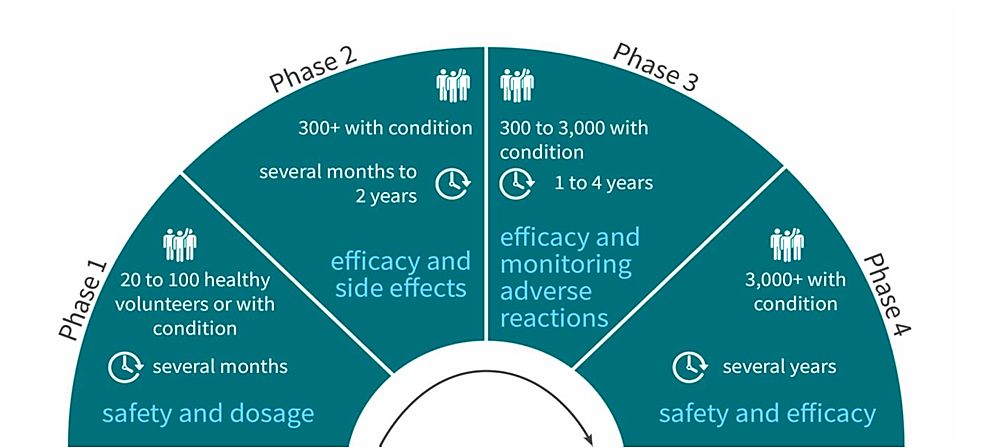 Phase 1
20 to 100 healthy
volunteers or with
condition
several months
safety and dosage
Phase 2
300+ with condition
several months to
2 years
efficacy and
side effects
Phase 3
300 to 3,000 with
condition
1 to 4 years
efficacy and
monitoring
adverse
reactions
Phase 4
3,000+ with
condition
several years
safety and efficacy